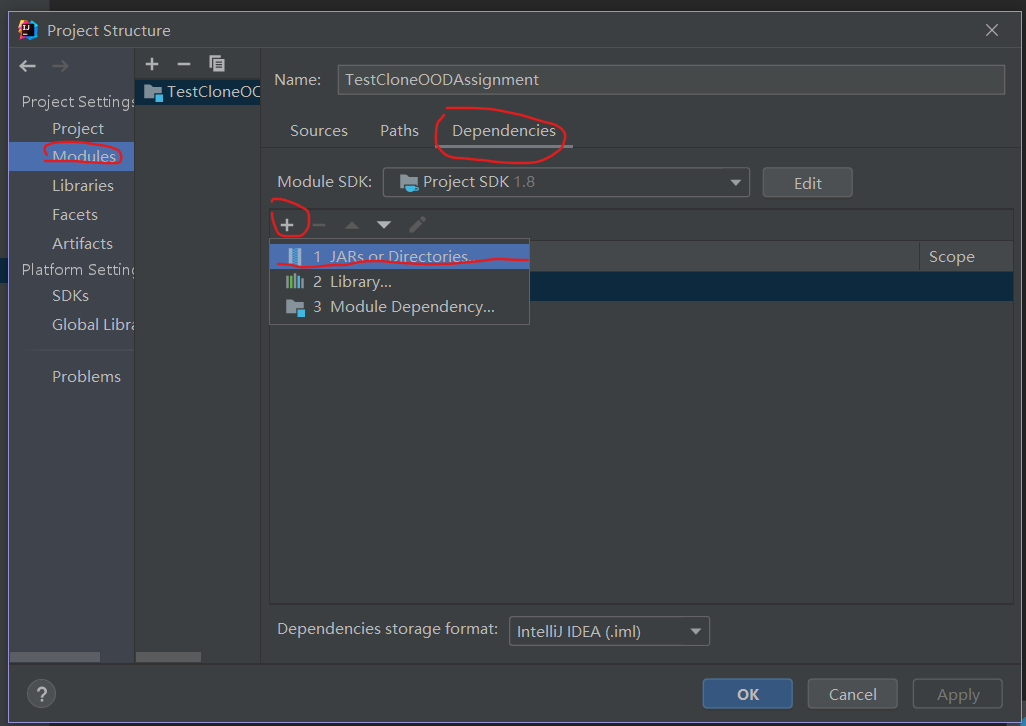 Project Structure
Project Settings
Project
Modules
Libraries
Facets
Artifacts
Platform Settin
SDKs
Global Libra
Problems
TestCloneOO
Name:
TestCloneOODAssignment
Sources
Paths
Dependencies
Module SDK:
Project SDK 1.8
Edit
1 JARs or Directories...
2 Library...
3 Module Dependency...
Scope
Dependencies storage format:
IntelliJ IDEA (.iml)
?
OK
Cancel
Apply